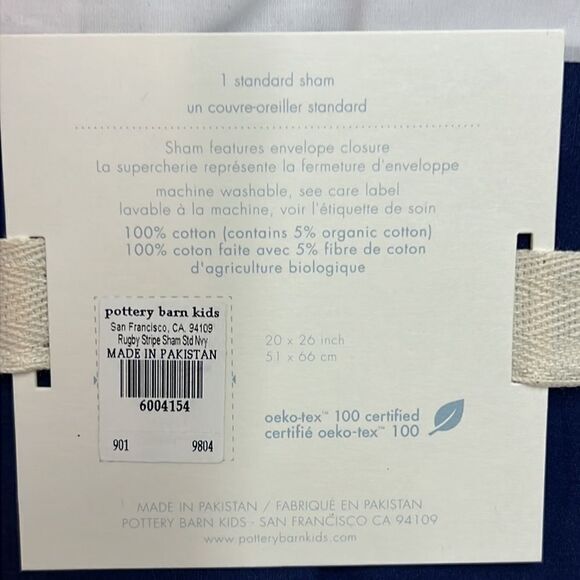 1 standard sham
un couvre-oreiller standard
Sham features envelope closure
La supercherie représente la fermeture d'enveloppe
machine washable, see care label
lavable à la machine, voir l'étiquette de soin
100% cotton (contains 5% organic cotton)
100% coton faite avec 5% fibre de coton
d'agriculture biologique
pottery barn kids
San Francisco, CA, 94109
Rugby Stripe Sham Std Nvy
MADE IN PAKISTAN
6004154
901 9804
20 x 26 inch
51 x 66 cm
oeko-tex™ 100 certified
certifié oeko-tex™ 100
MADE IN PAKISTAN / FABRIQUÉ EN PAKISTAN
POTTERY BARN KIDS - SAN FRANCISCO CA 94109
www.potterybarnkids.com